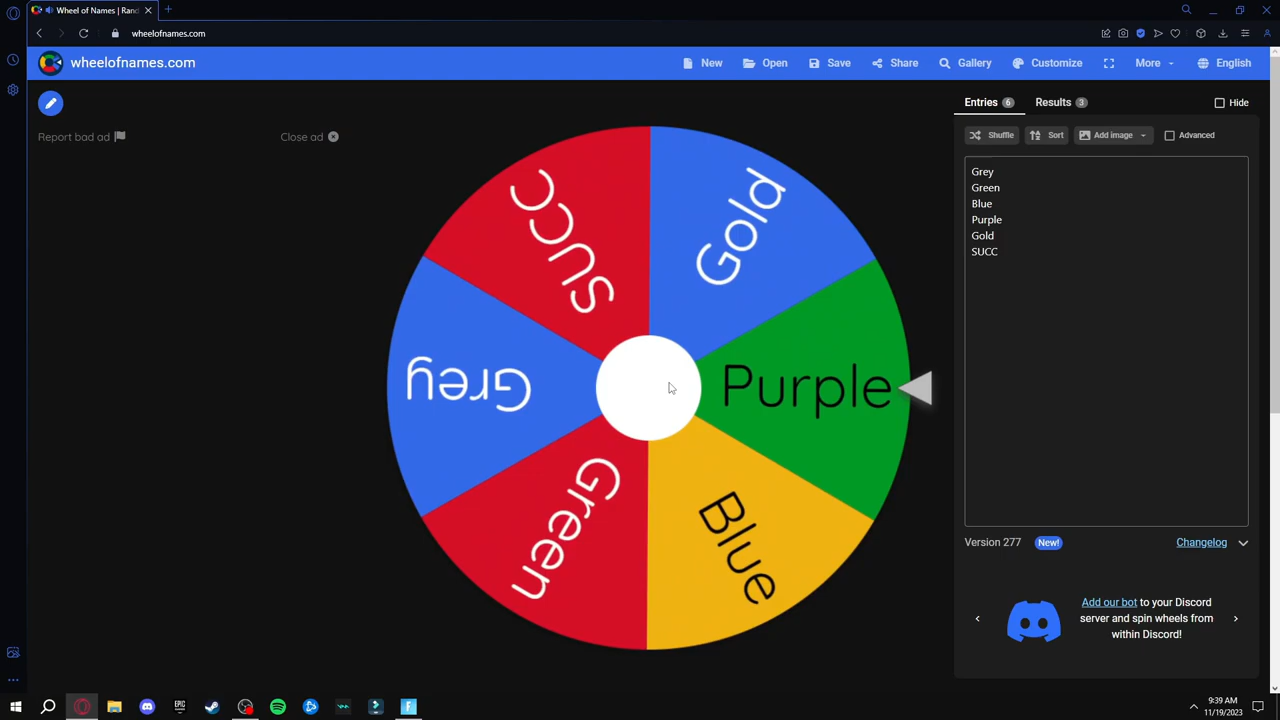 Wheel of Names | Rand
wheelofnames.com
wheelofnames.com
New
Open
Save
Share
Gallery
Customize
More
English
Report bad ad
Close ad
Entries 6
Results 3
Hide
Shuffle
Sort
Add image
Advanced
Grey
Green
Blue
Purple
Gold
SUCC
SUCC
Gold
Grey
Purple
Green
Blue
Version 277
New!
Changelog
Add our bot to your Discord
server and spin wheels from
within Discord!
EPIC
9:39 AM
11/19/2023